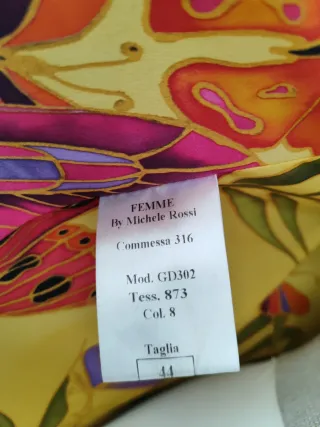 FEMME
By Michele Rossi
Commessa 316
Mod. GD302
Tess. 873
Col. 8
Taglia
44